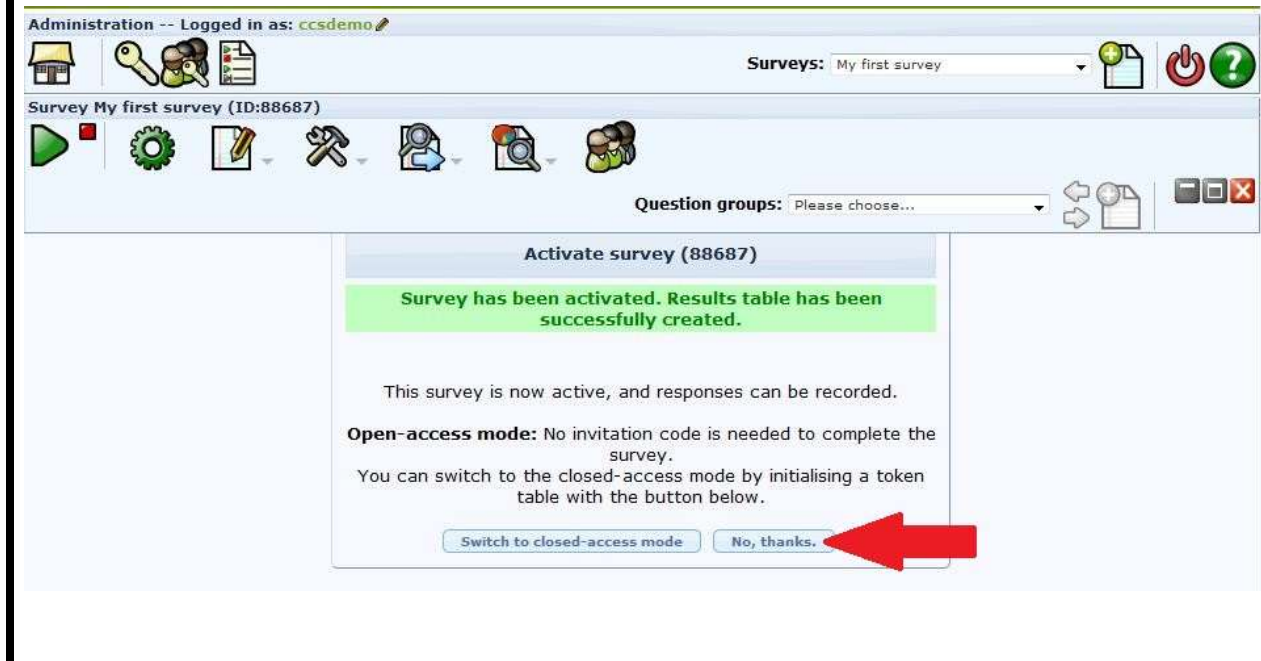 Administration -- Logged in as: ccsdemo
Surveys: My first survey
Survey My first survey (ID:88687)
Question groups: Please choose...
Activate survey (88687)
Survey has been activated. Results table has been
successfully created.
This survey is now active, and responses can be recorded.
Open-access mode: No invitation code is needed to complete the
survey.
You can switch to the closed-access mode by initialising a token
table with the button below.
Switch to closed-access mode No, thanks.